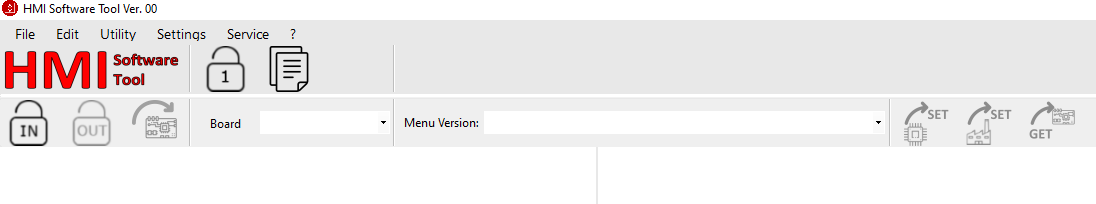 HMI Software Tool Ver. 00
File Edit Utility Settings Service ?
HMI Software
Tool
1
IN OUT Board Menu Version: SET SET GET